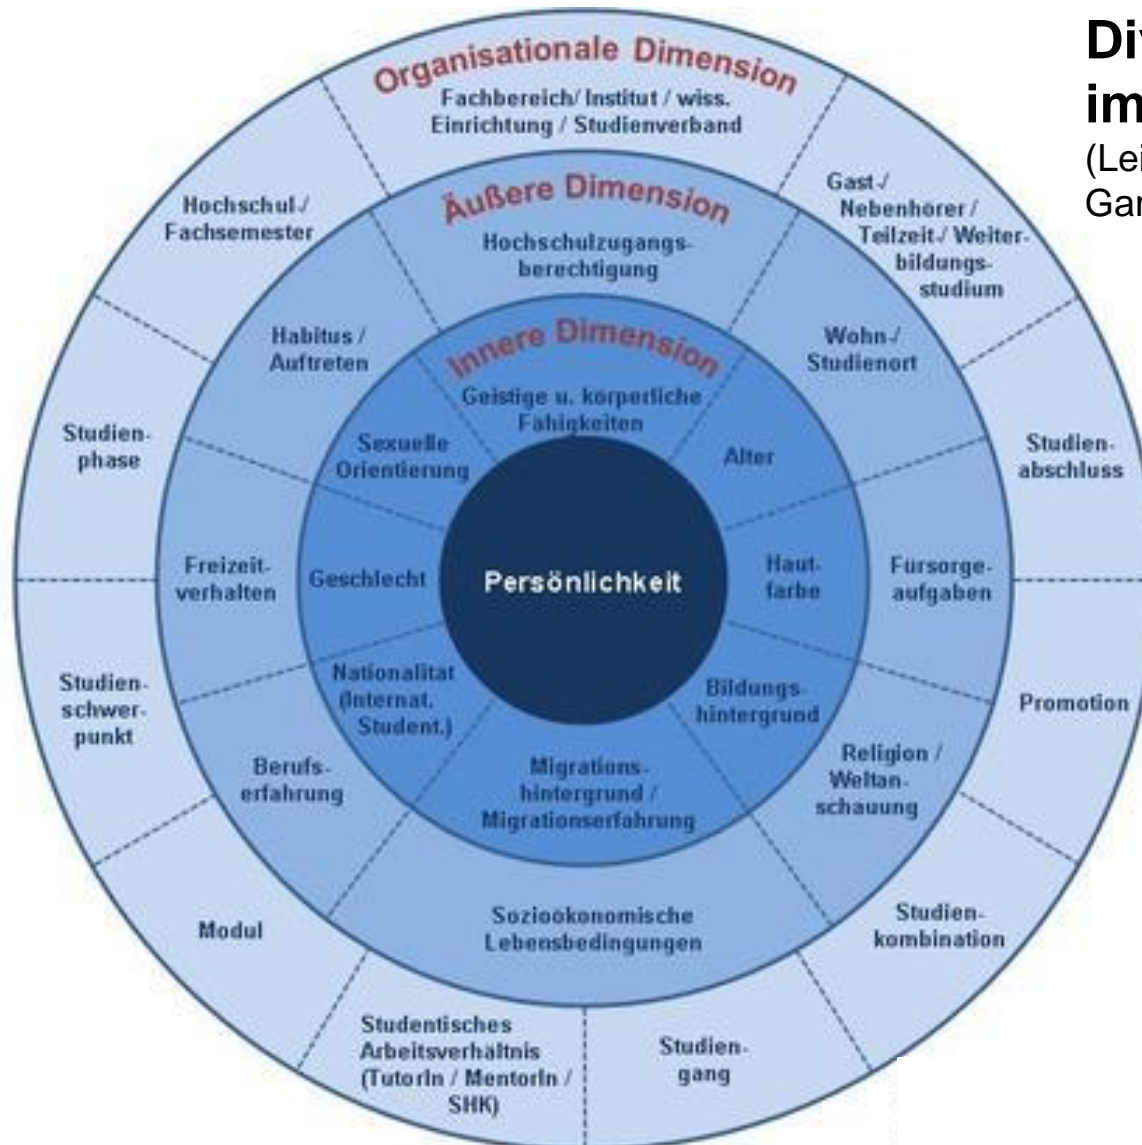 Organisationale Dimension
Fachbereich/ Institut / wiss.
Einrichtung / Studienverband
Gast-/
Nebenhörer/
Teilzeit-/ Weiter-
bildungs-
studium
Studien-
abschluss
Promotion
Studien-
kombination
Studien-
gang
Studentisches
Arbeitsverhältnis
(TutorIn / MentorIn /
SHK)
Modul
Studien-
schwer-
punkt
Studien-
phase
Hochschul-/
Fachsemester
Äußere Dimension
Hochschulzugangs-
berechtigung
Wohn-/
Studienort
Fürsorge-
aufgaben
Religion /
Weltan-
schauung
Sozioökonomische
Lebensbedingungen
Berufs-
erfahrung
Freizeit-
verhalten
Habitus /
Auftreten
Innere Dimension
Geistige u. körperliche
Fähigkeiten
Alter
Haut-
farbe
Bildungs-
hintergrund
Migrations-
hintergrund /
Migrationserfahrung
Nationalität
(Internat.
Student.)
Geschlecht
Sexuelle
Orientierung
Persönlichkeit
im